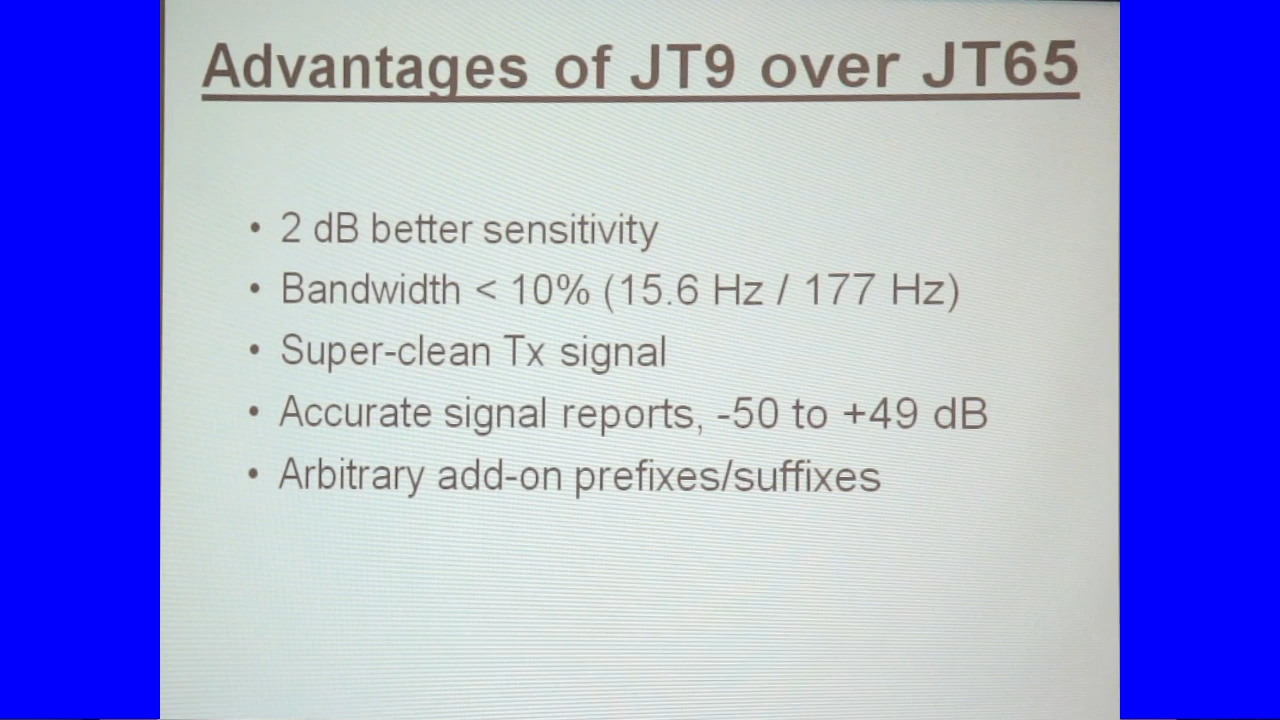 Advantages of JT9 over JT65
• 2 dB better sensitivity
• Bandwidth < 10% (15.6 Hz / 177 Hz)
• Super-clean Tx signal
• Accurate signal reports, -50 to +49 dB
• Arbitrary add-on prefixes/suffixes